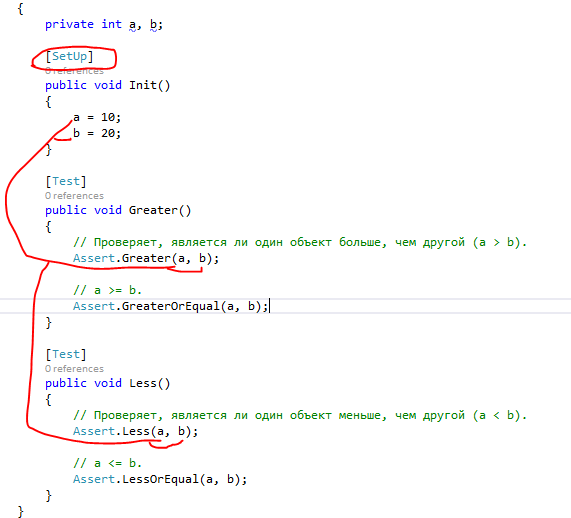 {
private int a, b;
[SetUp]
0 references
public void Init()
{
a = 10;
b = 20;
}
[Test]
0 references
public void Greater()
{
// Проверяет, является ли один объект больше, чем другой (a > b).
Assert.Greater(a, b);
// a >= b.
Assert.GreaterOrEqual(a, b);
}
[Test]
0 references
public void Less()
{
// Проверяет, является ли один объект меньше, чем другой (a < b).
Assert.Less(a, b);
// a <= b.
Assert.LessOrEqual(a, b);
}
}